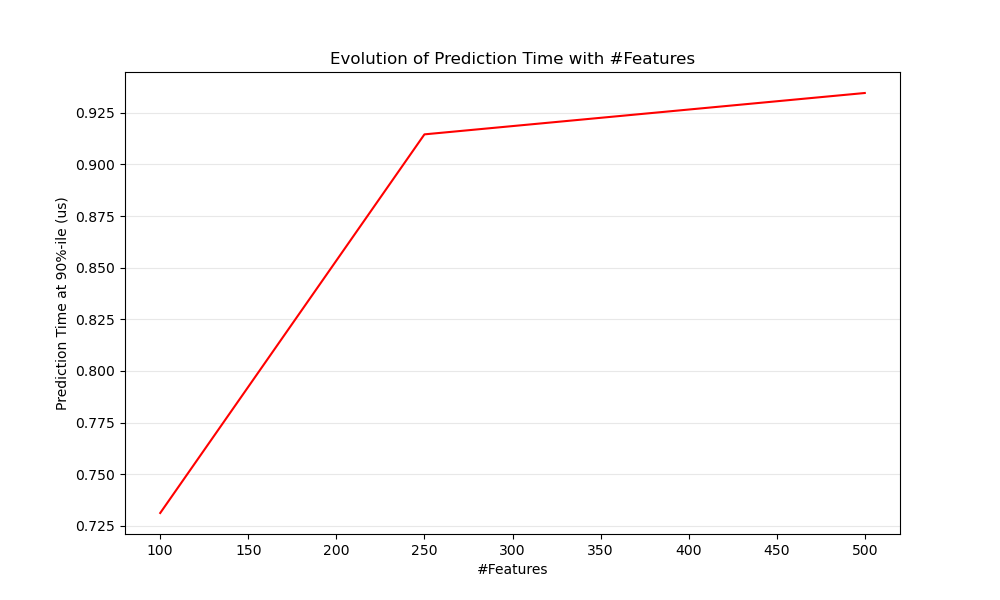 Evolution of Prediction Time with #Features
Prediction Time at 90%-ile (us)
0.925
0.900
0.875
0.850
0.825
0.800
0.775
0.750
0.725
100 150 200 250 300 350 400 450 500
#Features